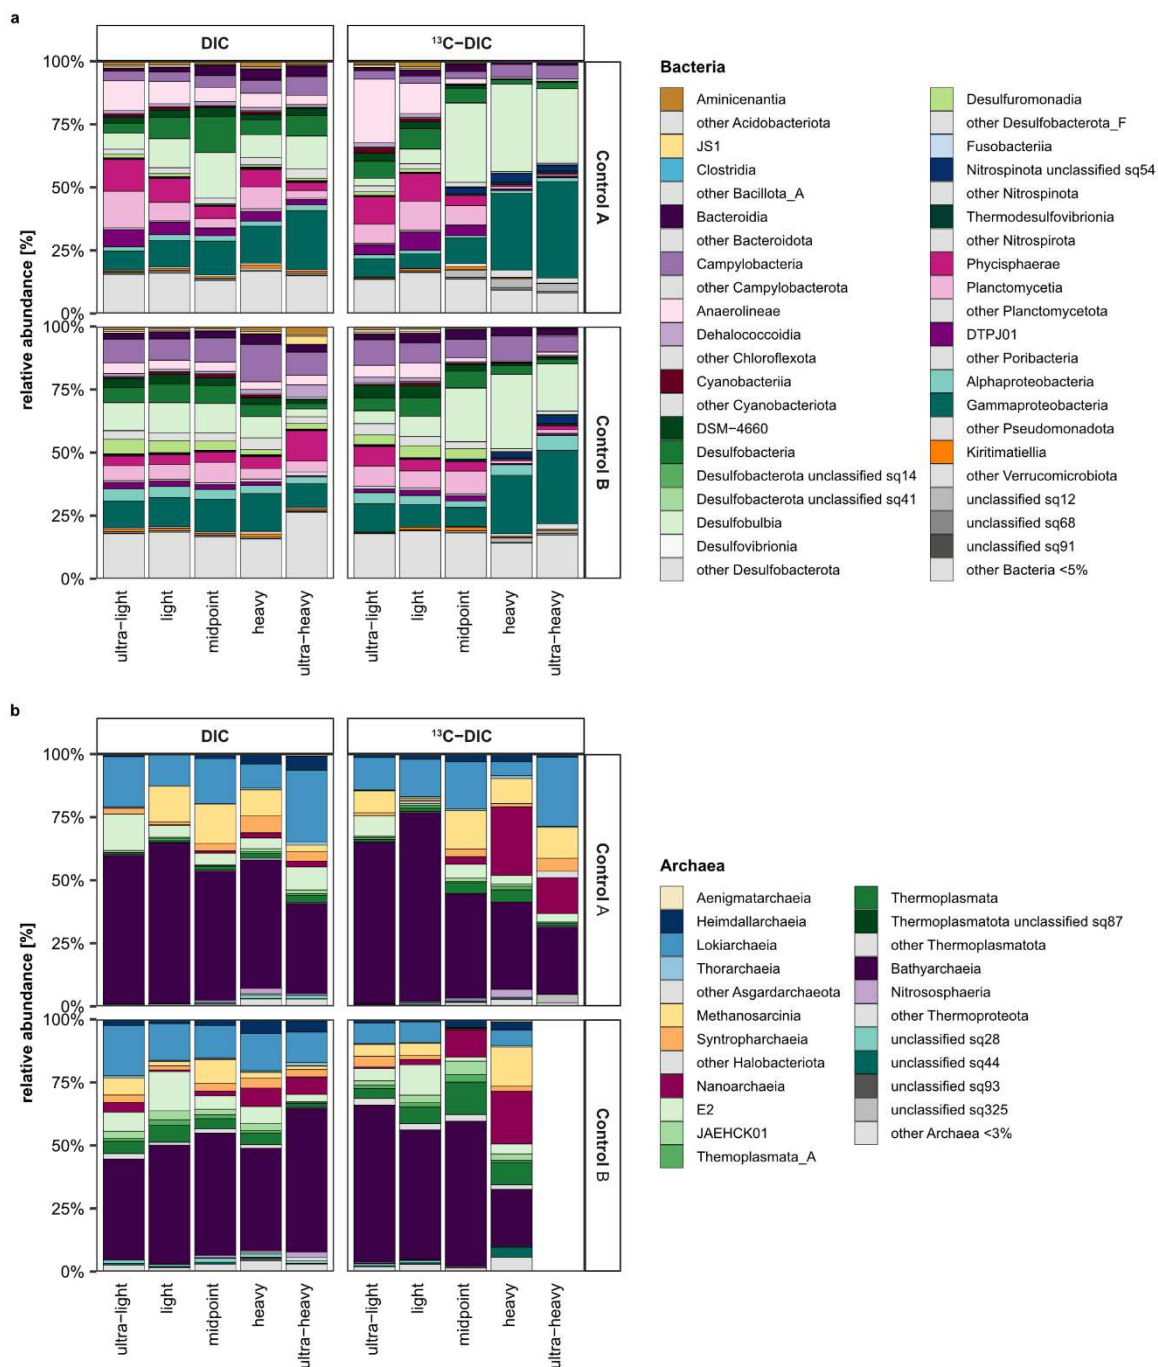 a
DIC
¹³C−DIC
100%
75%
50%
25%
0%
Control A
100%
75%
50%
25%
0%
Control B
relative abundance [%]
ultra−light
light
midpoint
heavy
ultra−heavy
ultra−light
light
midpoint
heavy
ultra−heavy
Bacteria
Aminicenantia
other Acidobacteriota
JS1
Clostridia
other Bacillota_A
Bacteroidia
other Bacteroidota
Campylobacteria
other Campylobacterota
Anaerolineae
Dehalococcoidia
other Chloroflexota
Cyanobacteriia
other Cyanobacteriota
DSM−4660
Desulfobacteria
Desulfobacterota unclassified sq14
Desulfobacterota unclassified sq41
Desulfobulbia
Desulfovibrionia
other Desulfobacterota
Desulfuromonadia
other Desulfobacterota_F
Fusobacteriia
Nitrospinota unclassified sq54
other Nitrospinota
Thermodesulfovibrionia
other Nitrospirota
Phycisphaerae
Planctomycetia
other Planctomycetota
DTPJ01
other Poribacteria
Alphaproteobacteria
Gammaproteobacteria
other Pseudomonadota
Kiritimatiellia
other Verrucomicrobiota
unclassified sq12
unclassified sq68
unclassified sq91
other Bacteria <5%
b
DIC
¹³C−DIC
100%
75%
50%
25%
0%
Control A
100%
75%
50%
25%
0%
Control B
relative abundance [%]
ultra−light
light
midpoint
heavy
ultra−heavy
ultra−light
light
midpoint
heavy
ultra−heavy
Archaea
Aenigmatarchaeia
Heimdallarchaeia
Lokiarchaeia
Thorarchaeia
other Asgardarchaeota
Methanosarcinia
Syntropharchaeia
other Halobacteriota
Nanoarchaeia
E2
JAEHCK01
Themoplasmata_A
Thermoplasmata
Thermoplasmatota unclassified sq87
other Thermoplasmatota
Bathyarchaeia
Nitrososphaeria
other Thermoproteota
unclassified sq28
unclassified sq44
unclassified sq93
unclassified sq325
other Archaea <3%